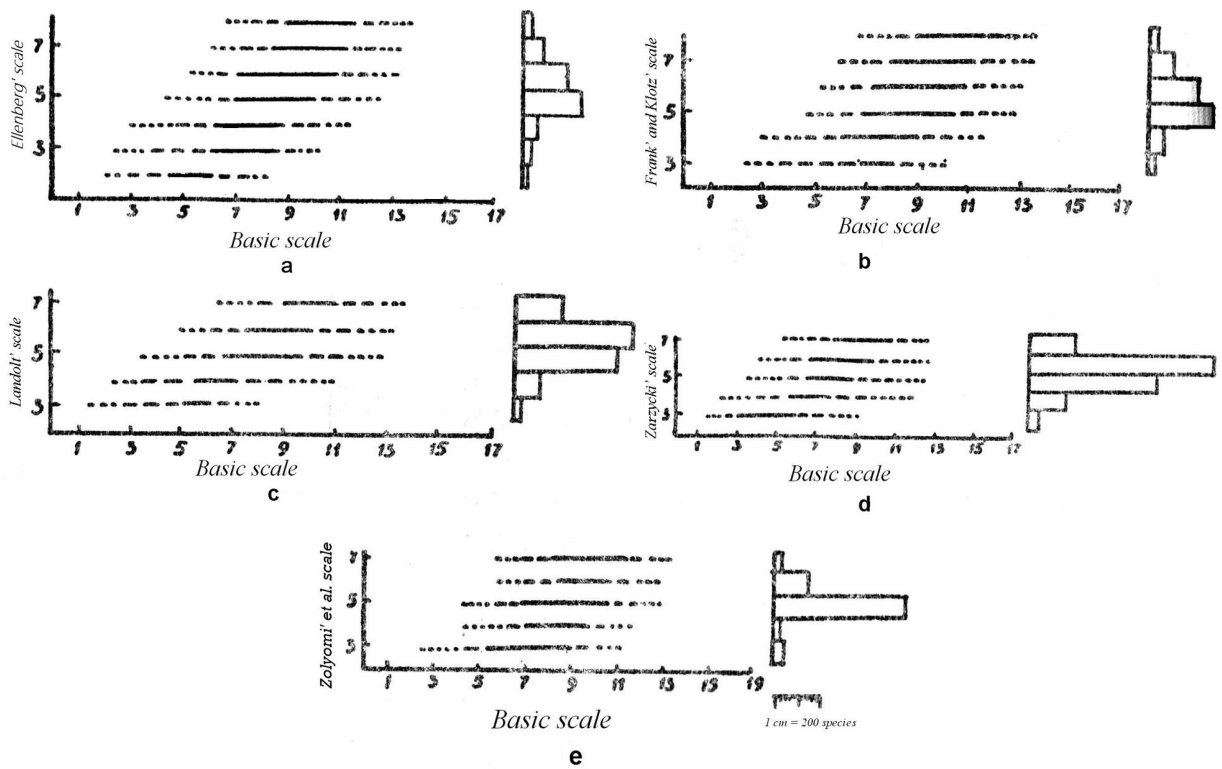 Ellenberg' scale
7
5
3
1 3 5 7 9 11 13 15 17
Basic scale
a
Frank' and Klotz' scale
7
5
3
1 3 5 7 9 11 13 15 17
Basic scale
b
Landolt' scale
7
5
3
1 3 5 7 9 11 13 15 17
Basic scale
c
Zarzycki' scale
7
5
3
1 3 5 7 9 11 13 15 17
Basic scale
d
Zolyomi' et al. scale
7
5
3
1 3 5 7 9 11 13 15 19
Basic scale
1 cm = 200 species
e